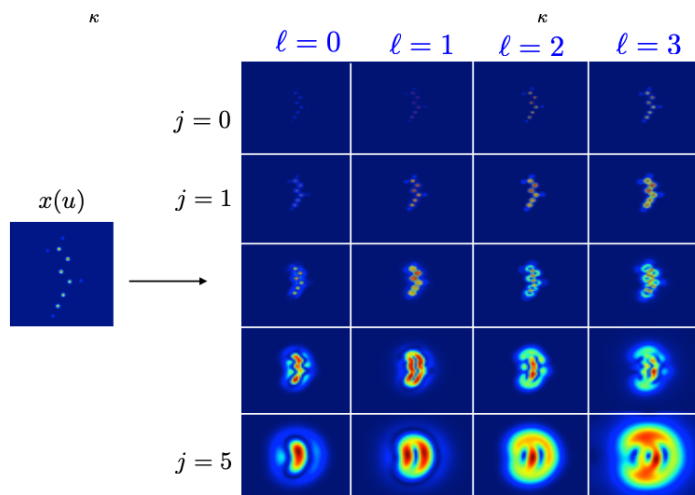 κ κ
ℓ = 0 ℓ = 1 ℓ = 2 ℓ = 3
j = 0
j = 1
x(u)
j = 5